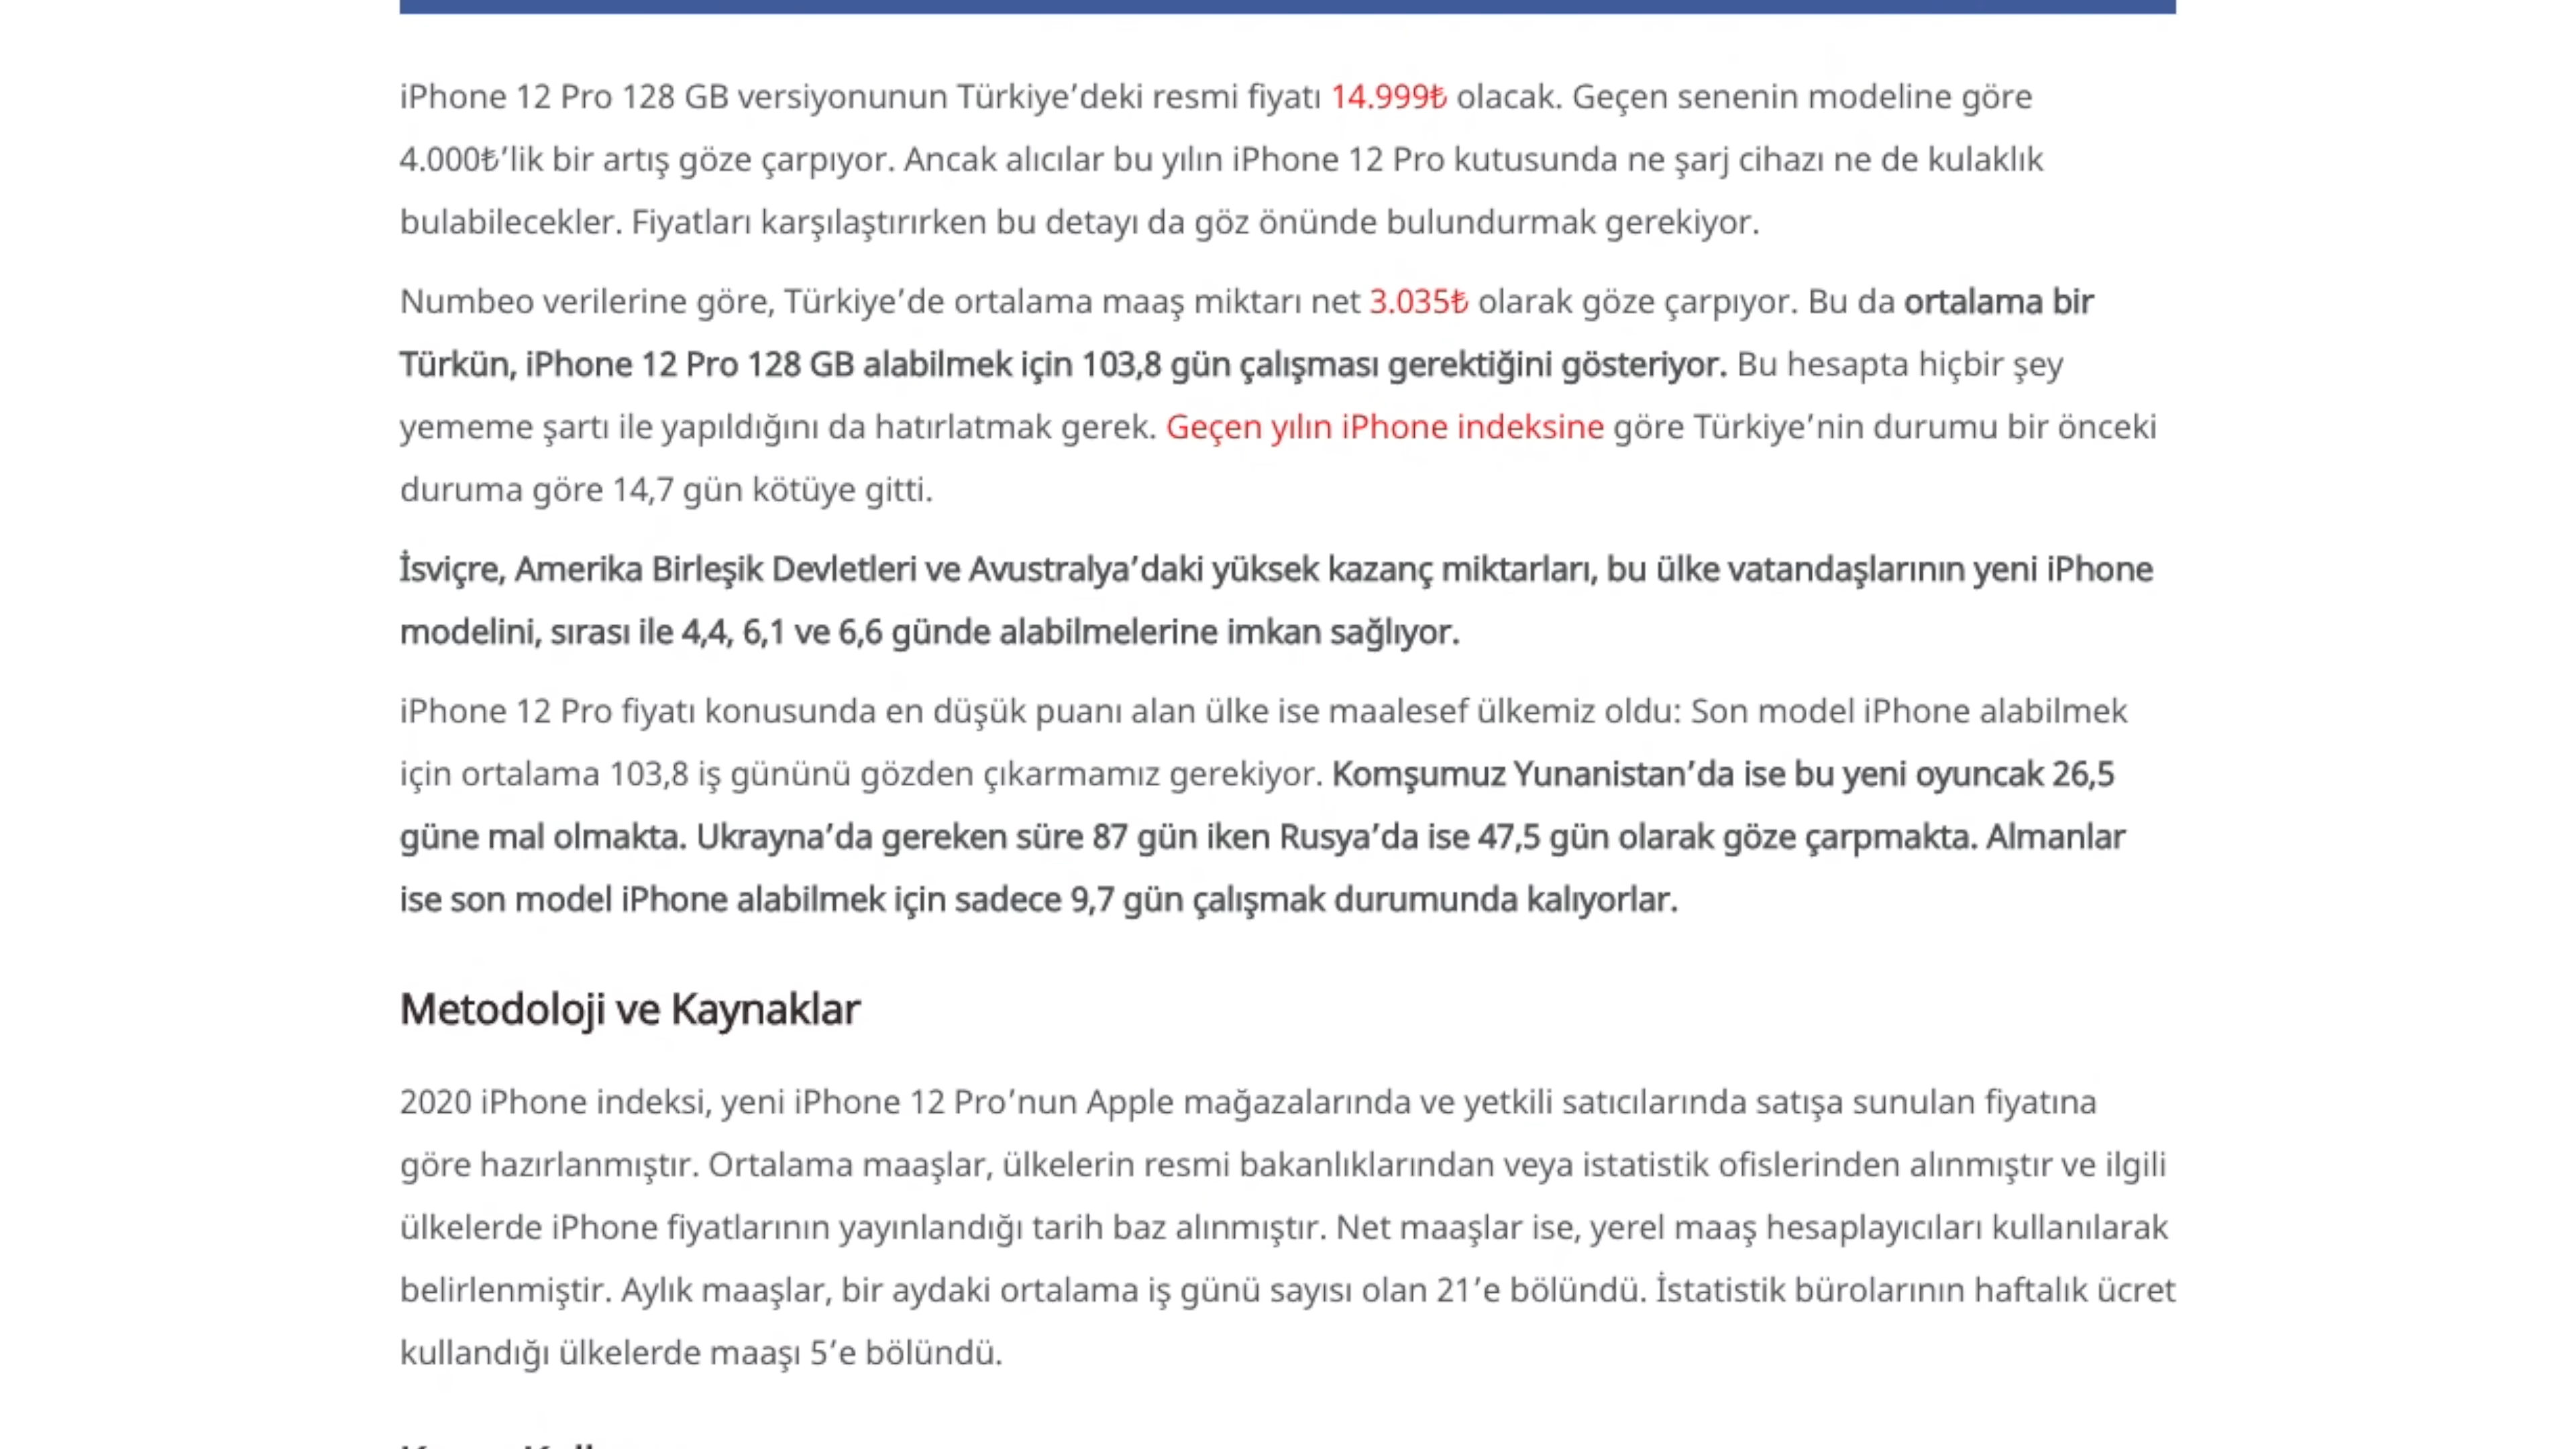 iPhone 12 Pro 128 GB versiyonunun Türkiye’deki resmi fiyatı 14.999₺ olacak. Geçen senenin modeline göre
4.000₺’lik bir artış göze çarpıyor. Ancak alıcılar bu yılın iPhone 12 Pro kutusunda ne şarj cihazı ne de kulaklık
bulabilecekler. Fiyatları karşılaştırırken bu detayı da göz önünde bulundurmak gerekiyor.
Numbeo verilerine göre, Türkiye’de ortalama maaş miktarı net 3.035₺ olarak göze çarpıyor. Bu da ortalama bir
Türkün, iPhone 12 Pro 128 GB alabilmek için 103,8 gün çalışması gerektiğini gösteriyor. Bu hesapta hiçbir şey
yememe şartı ile yapıldığını da hatırlatmak gerek. Geçen yılın iPhone indeksine göre Türkiye’nin durumu bir önceki
duruma göre 14,7 gün kötüye gitti.
İsviçre, Amerika Birleşik Devletleri ve Avustralya’daki yüksek kazanç miktarları, bu ülke vatandaşlarının yeni iPhone
modelini, sırası ile 4,4, 6,1 ve 6,6 günde alabilmelerine imkan sağlıyor.
iPhone 12 Pro fiyatı konusunda en düşük puanı alan ülke ise maalesef ülkemiz oldu: Son model iPhone alabilmek
için ortalama 103,8 iş gününü gözden çıkarmamız gerekiyor. Komşumuz Yunanistan’da ise bu yeni oyuncak 26,5
güne mal olmakta. Ukrayna’da gereken süre 87 gün iken Rusya’da ise 47,5 gün olarak göze çarpmakta. Almanlar
ise son model iPhone alabilmek için sadece 9,7 gün çalışmak durumunda kalıyorlar.
Metodoloji ve Kaynaklar
2020 iPhone indeksi, yeni iPhone 12 Pro’nun Apple mağazalarında ve yetkili satıcılarında satışa sunulan fiyatına
göre hazırlanmıştır. Ortalama maaşlar, ülkelerin resmi bakanlıklarından veya istatistik ofislerinden alınmıştır ve ilgili
ülkelerde iPhone fiyatlarının yayınlandığı tarih baz alınmıştır. Net maaşlar ise, yerel maaş hesaplayıcıları kullanılarak
belirlenmiştir. Aylık maaşlar, bir aydaki ortalama iş günü sayısı olan 21’e bölündü. İstatistik bürolarının haftalık ücret
kullandığı ülkelerde maaşı 5’e bölündü.